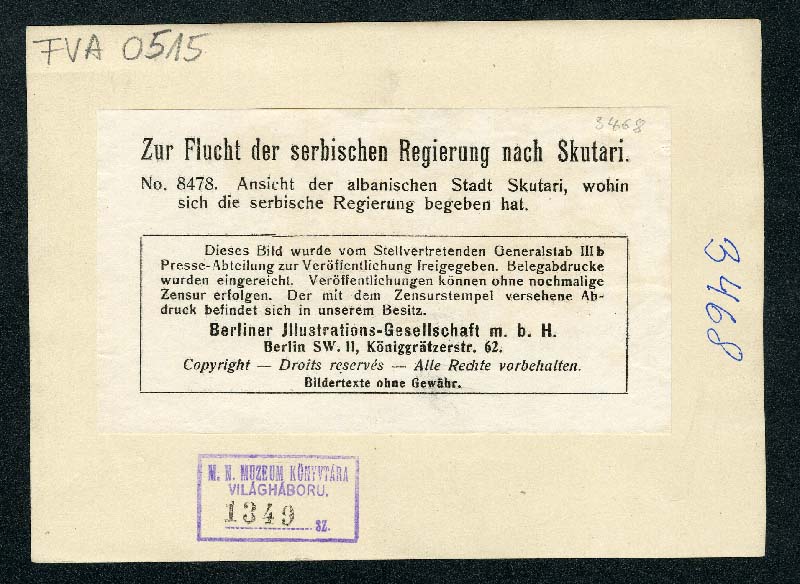 FVA 0515
3468
Zur Flucht der serbischen Regierung nach Skutari.
No. 8478. Ansicht der albanischen Stadt Skutari, wohin
sich die serbische Regierung begeben hat.
Dieses Bild wurde vom Stellvertretenden Generalstab IIIb
Presse-Abteilung zur Veröffentlichung freigegeben. Belegabdrucke
wurden eingereicht. Veröffentlichungen können ohne nochmalige
Zensur erfolgen. Der mit dem Zensurstempel versehene Ab-
druck befindet sich in unserem Besitz.
Berliner Jllustrations-Gesellschaft m. b. H.
Berlin SW. 11, Königgrätzerstr. 62.
Copyright — Droits reservés — Alle Rechte vorbehalten.
Bildertexte ohne Gewähr.
3468
M. N. MUZEUM KÖNYVTÁRA
VILÁGHÁBORU.
1349 SZ.